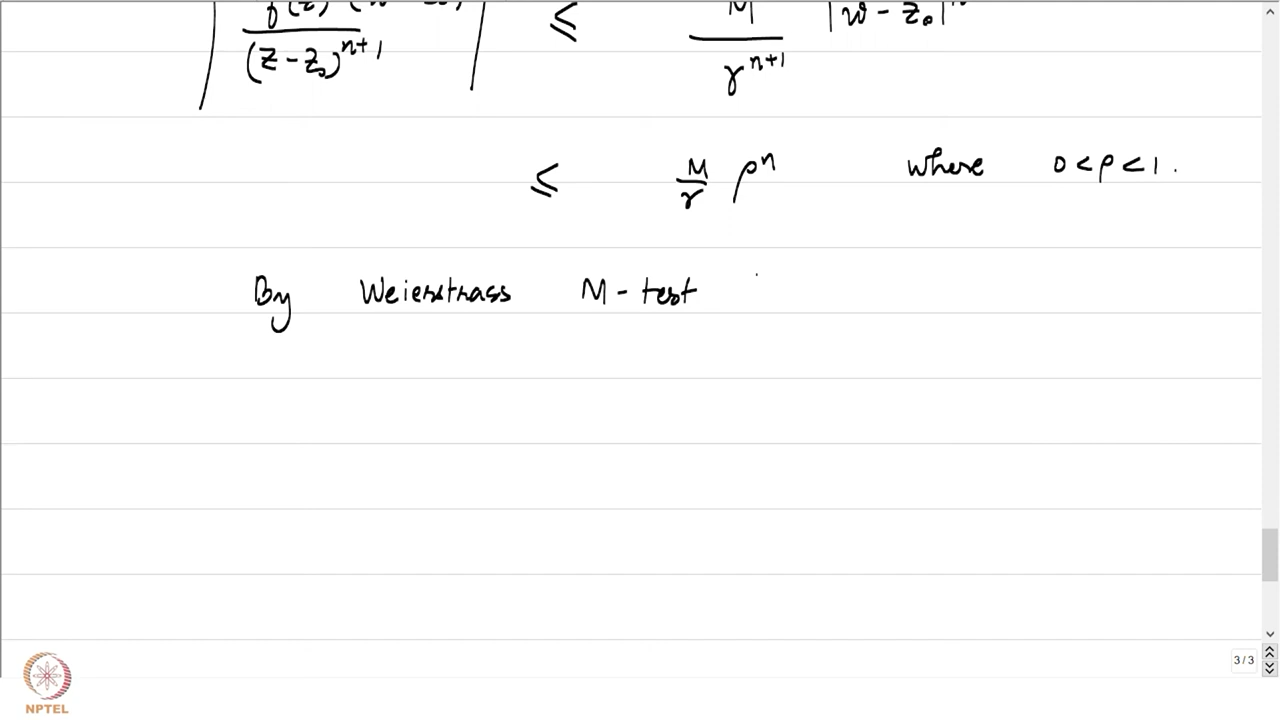 | f(z) (w - z₀)ⁿ / (z - z₀)ⁿ⁺¹ | ≤ M / rⁿ⁺¹ |w - z₀|ⁿ
≤ M/r ρⁿ where 0 < ρ < 1.
By Weierstrass M-test
3 / 3
NPTEL